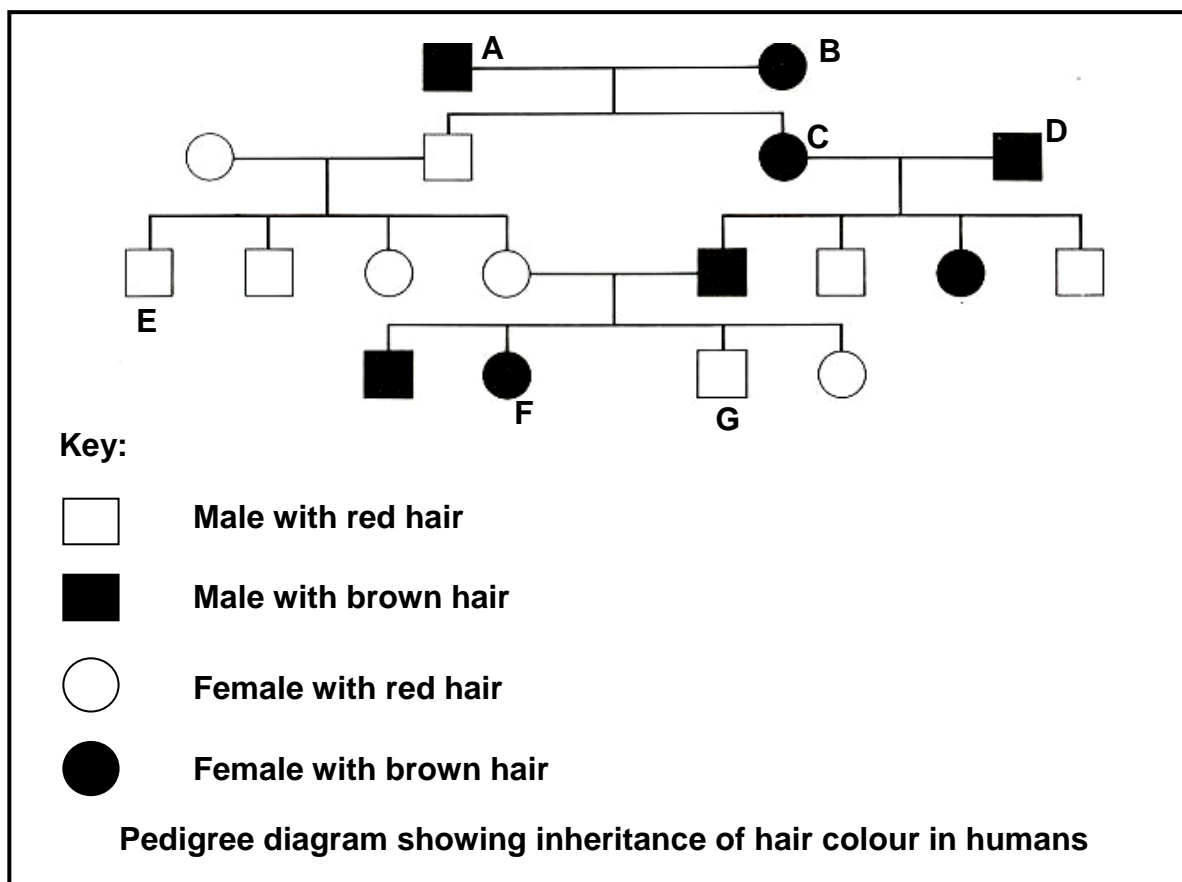 A
B
C
D
E
F
G
Key:
Male with red hair
Male with brown hair
Female with red hair
Female with brown hair
Pedigree diagram showing inheritance of hair colour in humans